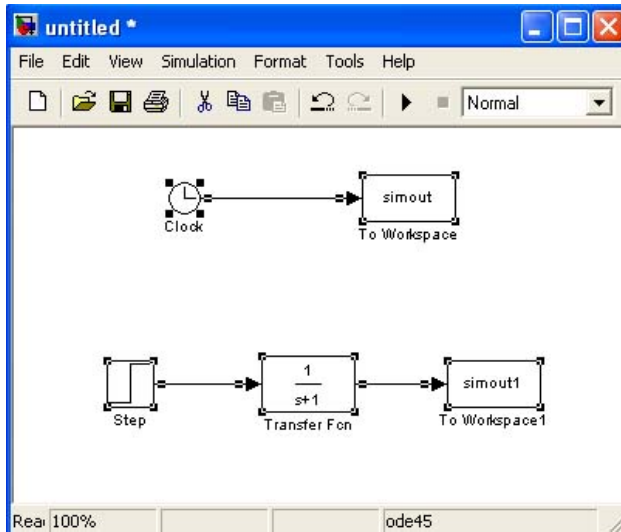 untitled *
File Edit View Simulation Format Tools Help
Normal
simout
Clock
To Workspace
1
s+1
simout1
Step
Transfer Fcn
To Workspace1
100% ode45